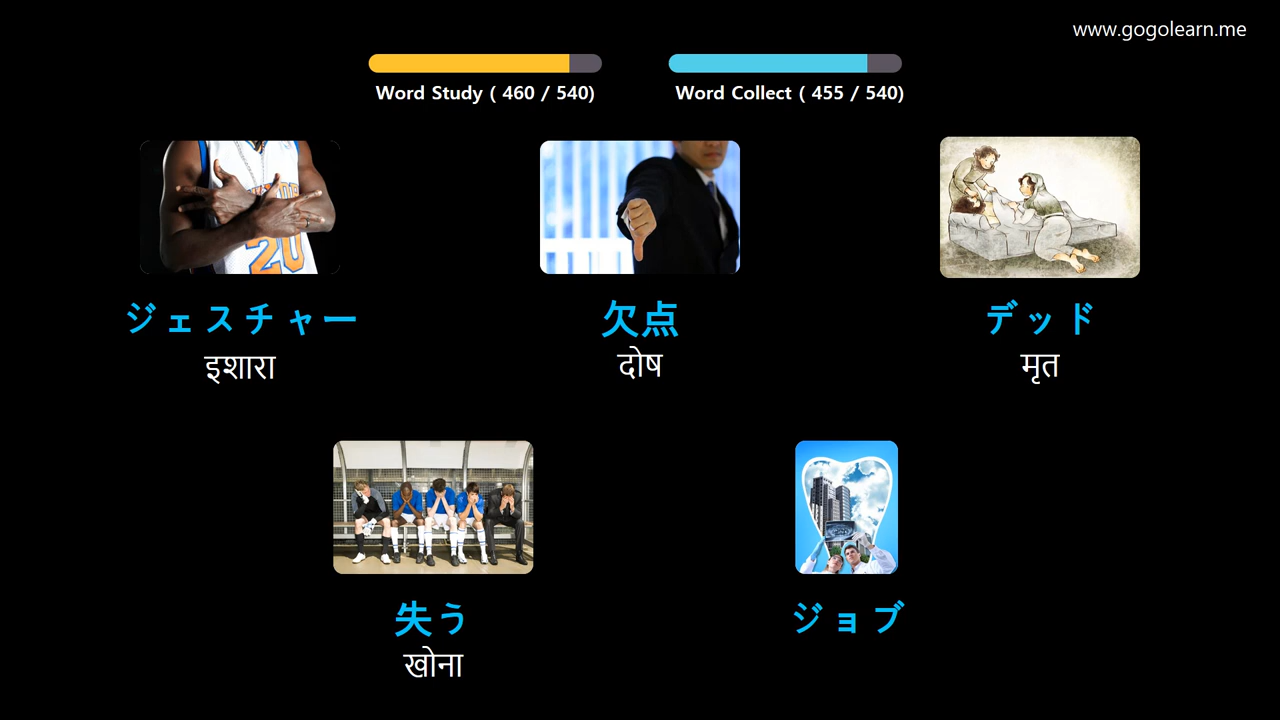 www.gogolearn.me
Word Study ( 460 / 540)
Word Collect ( 455 / 540)
20
ジェスチャー
इशारा
欠点
दोष
デッド
मृत
失う
खोना
ジョブ